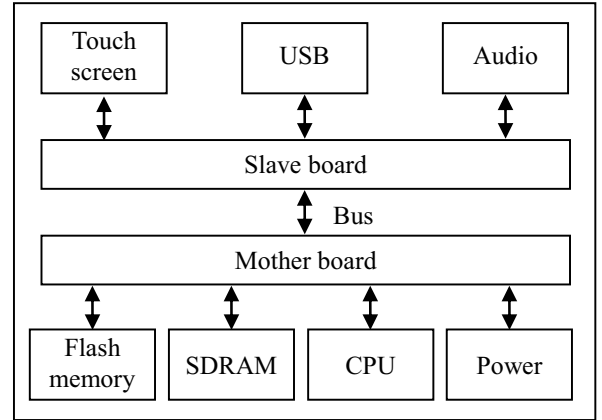 Touch
screen
USB
Audio
Slave board
Bus
Mother board
Flash
memory
SDRAM
CPU
Power